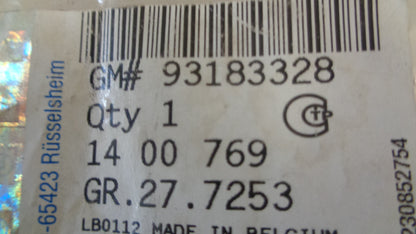 -65423 Rüsselsheim
GM# 93183328
Qty 1
14 00 769
GR.27.7253
LB0112 MADE IN BELGIUM
230852754